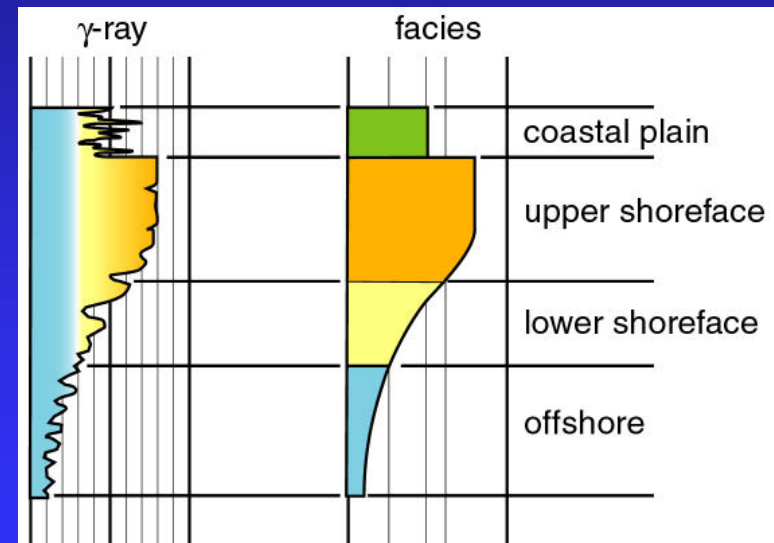 γ-ray
facies
coastal plain
upper shoreface
lower shoreface
offshore